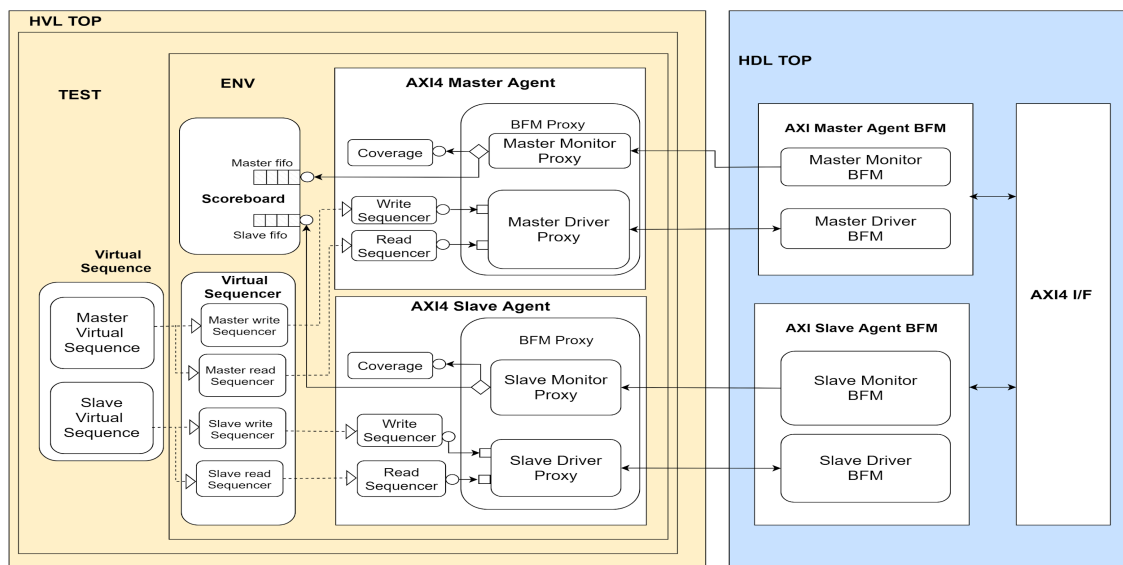 HVL TOP
TEST
ENV
AXI4 Master Agent
BFM Proxy
Coverage
Master Monitor
Proxy
Master fifo
Scoreboard
Slave fifo
Write
Sequencer
Read
Sequencer
Master Driver
Proxy
Virtual
Sequence
Master
Virtual
Sequence
Slave
Virtual
Sequence
Virtual
Sequencer
Master write
Sequencer
Master read
Sequencer
Slave write
Sequencer
Slave read
Sequencer
AXI4 Slave Agent
BFM Proxy
Coverage
Slave Monitor
Proxy
Write
Sequencer
Read
Sequencer
Slave Driver
Proxy
HDL TOP
AXI Master Agent BFM
Master Monitor
BFM
Master Driver
BFM
AXI Slave Agent BFM
Slave Monitor
BFM
Slave Driver
BFM
AXI4 I/F